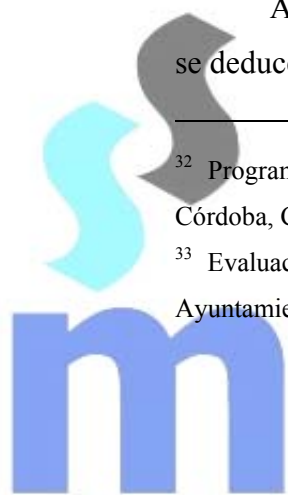 A
se deduce
32 Program
Córdoba, C
33 Evaluac
Ayuntamie
m